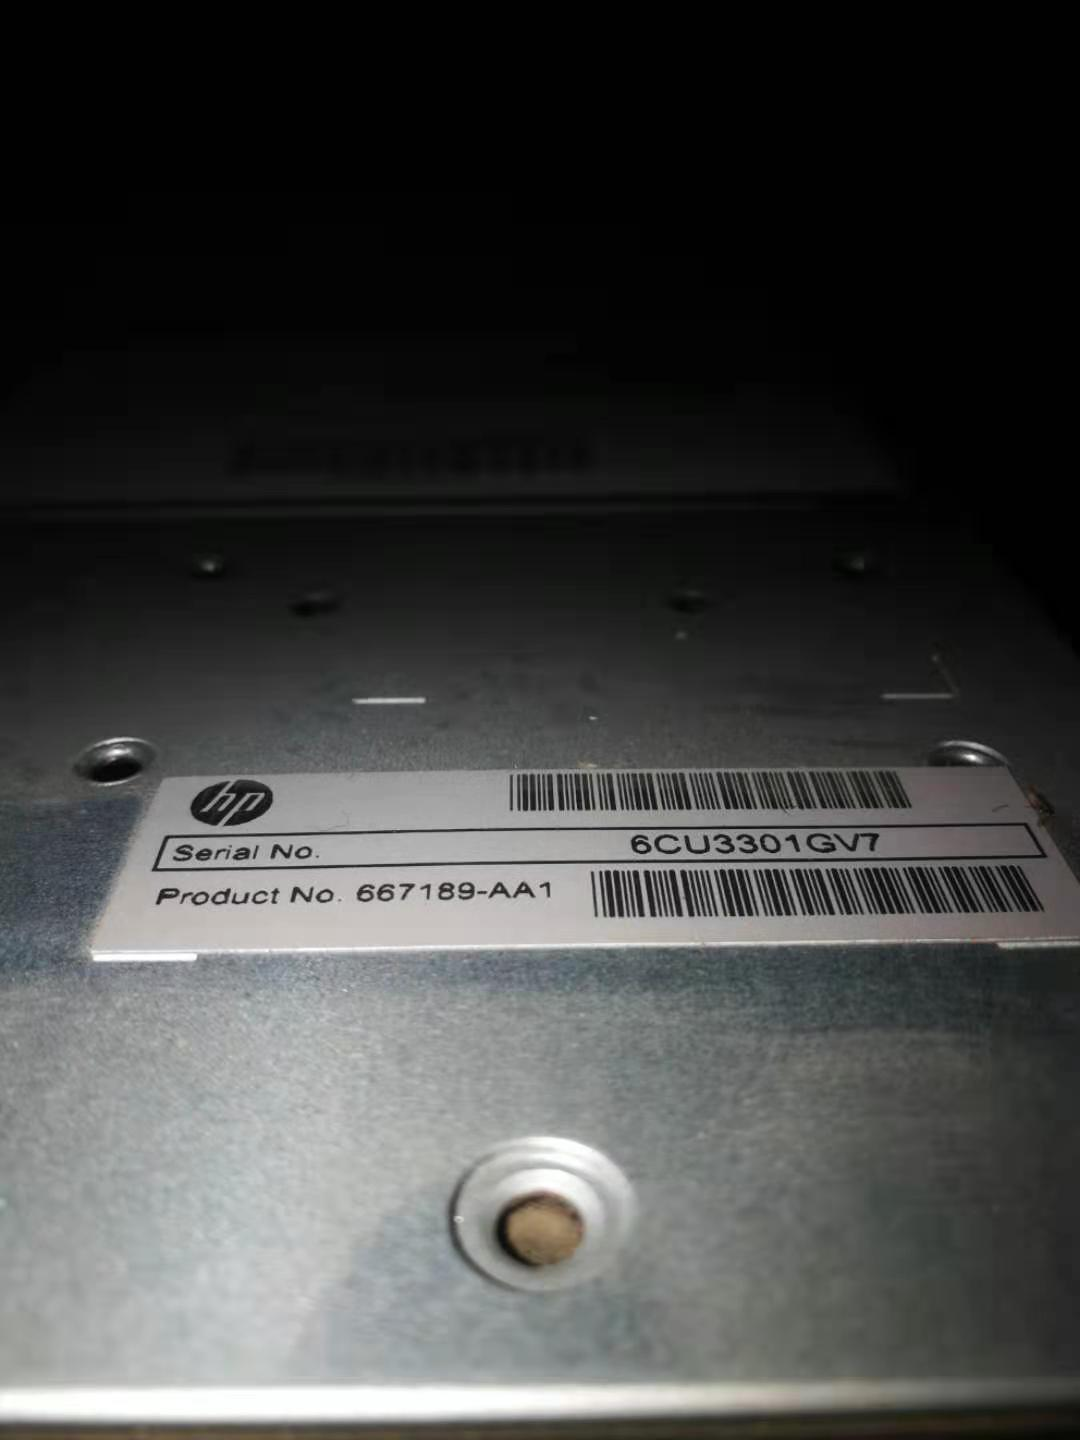 hp
Serial No. 6CU3301GV7
Product No. 667189-AA1